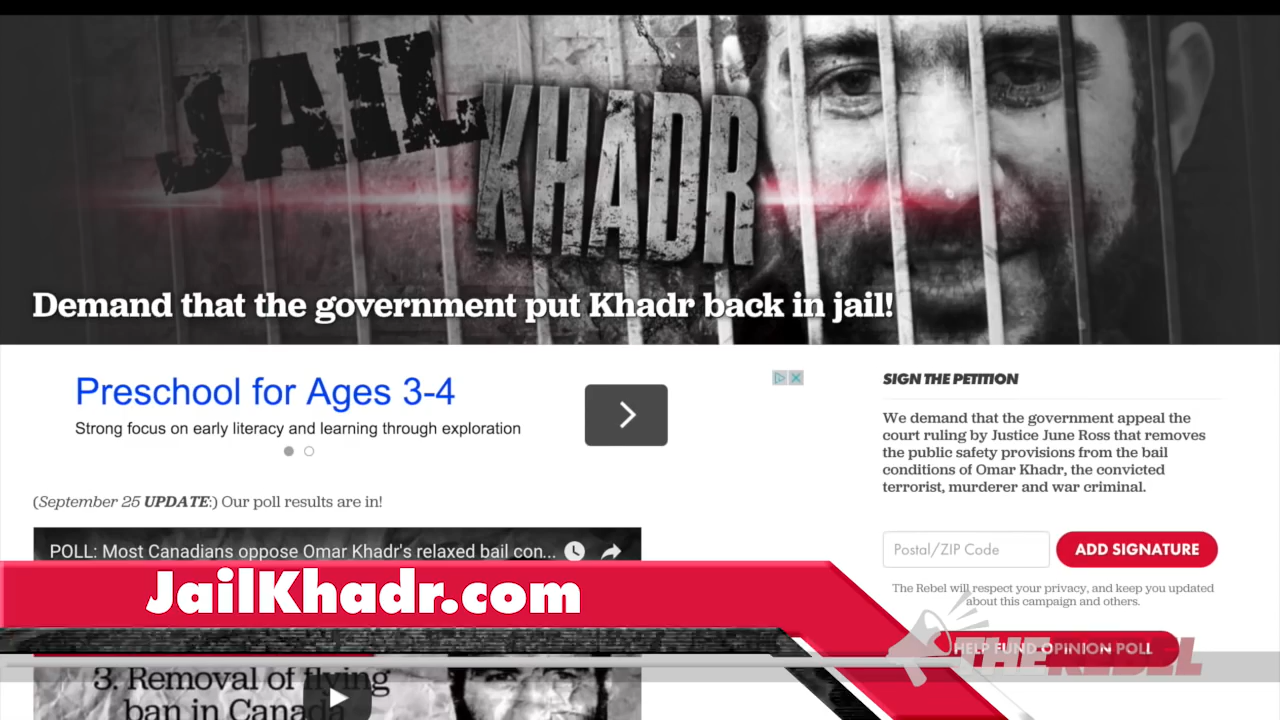 JAIL
KHADR
Demand that the government put Khadr back in jail!
Preschool for Ages 3-4
Strong focus on early literacy and learning through exploration
SIGN THE PETITION
We demand that the government appeal the
court ruling by Justice June Ross that removes
the public safety provisions from the bail
conditions of Omar Khadr, the convicted
terrorist, murderer and war criminal.
(September 25 UPDATE:) Our poll results are in!
Postal/ZIP Code
ADD SIGNATURE
POLL: Most Canadians oppose Omar Khadr's relaxed bail con...
The Rebel will respect your privacy, and keep you updated
about this campaign and others.
JailKhadr.com
HELP FUND OPINION POLL
THE REBEL
3. Removal of flying
ban in Canada